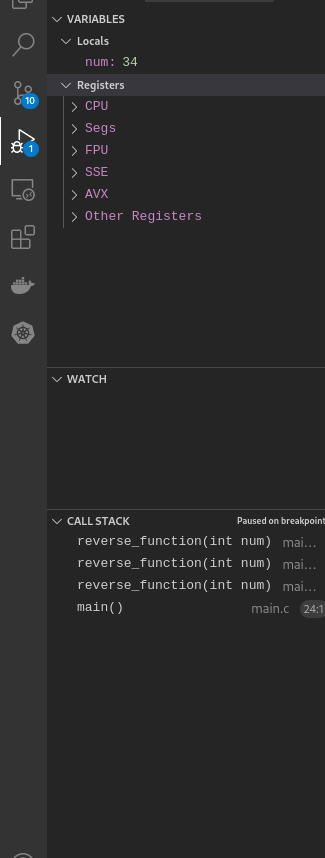 VARIABLES
Locals
num: 34
Registers
CPU
10
Segs
1
FPU
SSE
AVX
Other Registers
WATCH
CALL STACK Paused on breakpoint
reverse_function(int num) mai...
reverse_function(int num) mai...
reverse_function(int num) mai...
main() main.c 24:1